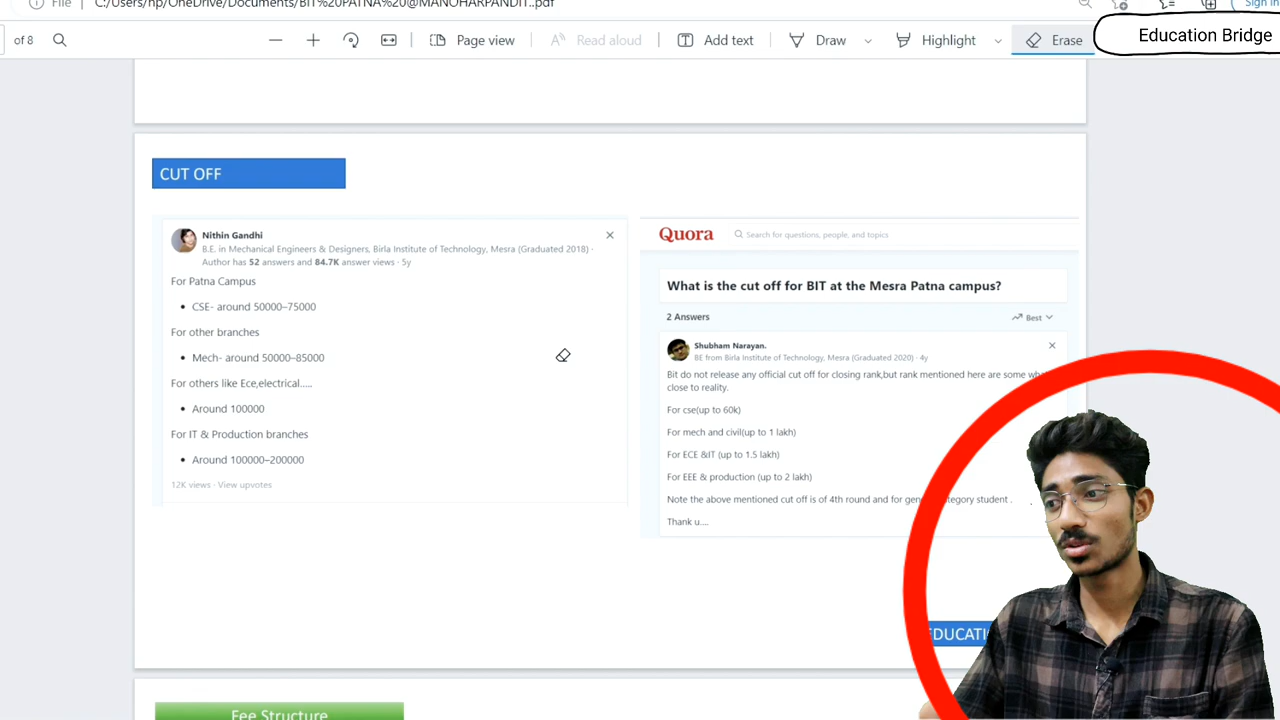 File | C:/Users/hp/OneDrive/Documents/BIT%20PATNA%20@MANOHARPANDIT..pdf
Sign in
of 8
Page view
Read aloud
Add text
Draw
Highlight
Erase
Education Bridge
CUT OFF
Nithin Gandhi
B.E. in Mechanical Engineers & Designers, Birla Institute of Technology, Mesra (Graduated 2018) ·
Author has 52 answers and 84.7K answer views · 5y
For Patna Campus
• CSE- around 50000–75000
For other branches
• Mech- around 50000–85000
For others like Ece,electrical.....
• Around 100000
For IT & Production branches
• Around 100000–200000
12K views · View upvotes
Quora
Search for questions, people, and topics
What is the cut off for BIT at the Mesra Patna campus?
2 Answers
Best
Shubham Narayan.
BE from Birla Institute of Technology, Mesra (Graduated 2020) · 4y
Bit do not release any official cut off for closing rank,but rank mentioned here are some what
close to reality.
For cse(up to 60k)
For mech and civil(up to 1 lakh)
For ECE &IT (up to 1.5 lakh)
For EEE & production (up to 2 lakh)
Note the above mentioned cut off is of 4th round and for general category student .
Thank u....
EDUCATI
Fee Structure